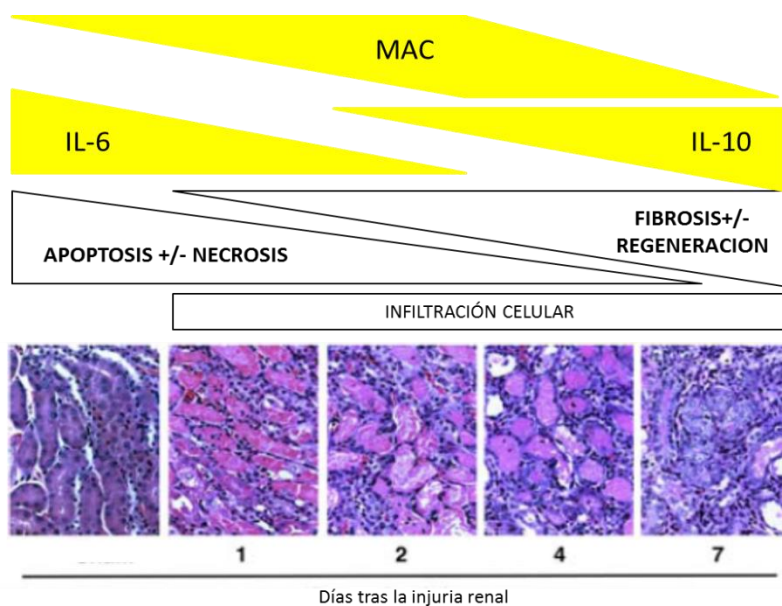 MAC
IL-6
IL-10
FIBROSIS+/-
REGENERACION
APOPTOSIS +/- NECROSIS
INFILTRACIÓN CELULAR
1 2 4 7
Días tras la injuria renal